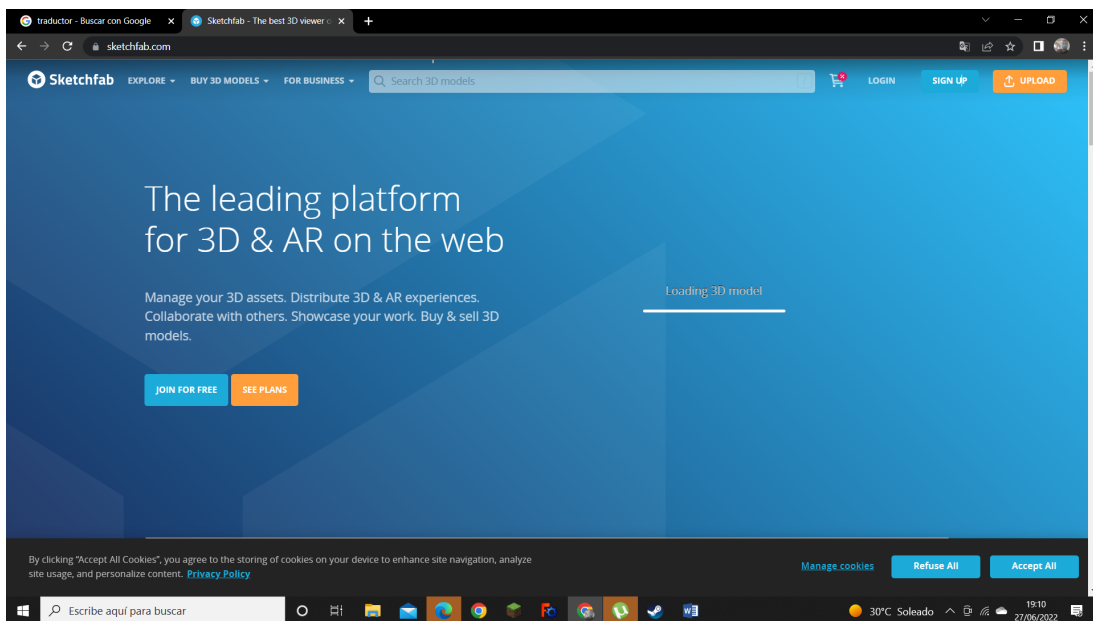 traductor - Buscar con Google
Sketchfab - The best 3D viewer o
sketchfab.com
Sketchfab EXPLORE BUY 3D MODELS FOR BUSINESS Search 3D models LOGIN SIGN UP UPLOAD
The leading platform
for 3D & AR on the web
Manage your 3D assets. Distribute 3D & AR experiences.
Collaborate with others. Showcase your work. Buy & sell 3D
models.
Loading 3D model
JOIN FOR FREE SEE PLANS
By clicking "Accept All Cookies", you agree to the storing of cookies on your device to enhance site navigation, analyze
site usage, and personalize content. Privacy Policy
Manage cookies Refuse All Accept All
Escribe aquí para buscar
30°C Soleado
19:10
27/06/2022